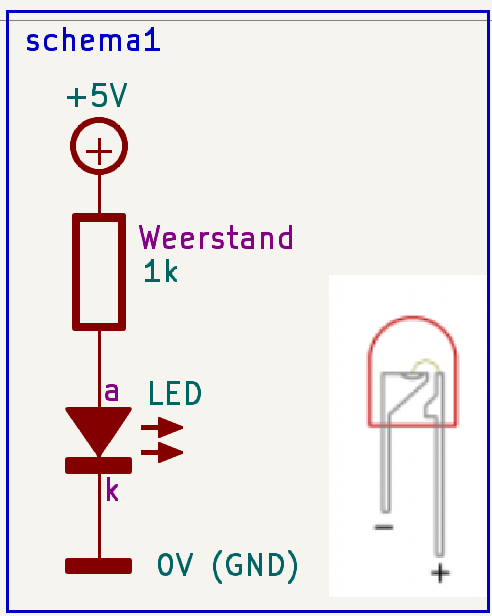 schema1
+5V
+
Weerstand
1k
a
LED
k
0V (GND)
−
+